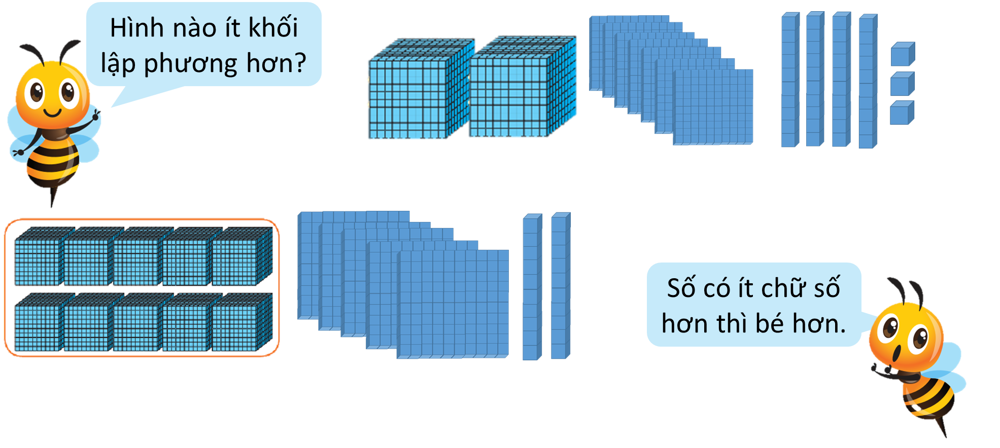 Hình nào ít khối
lập phương hơn?
Số có ít chữ số
hơn thì bé hơn.